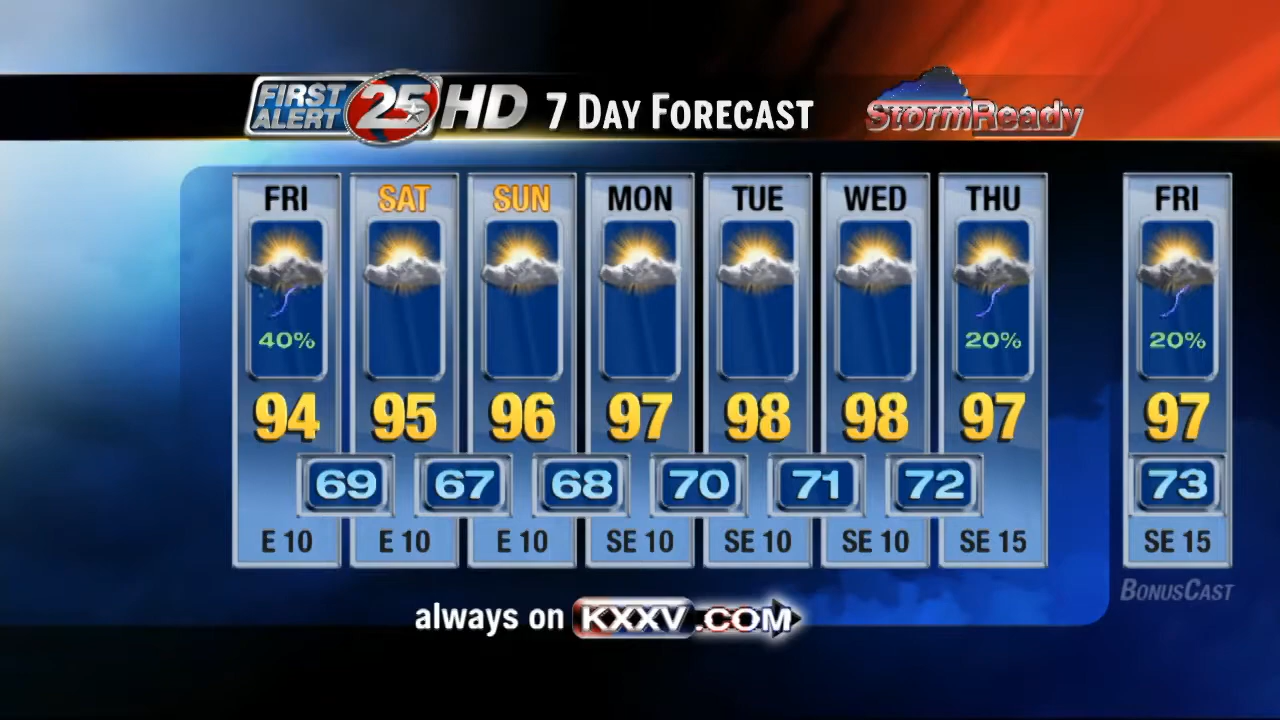 FIRST ALERT 25 HD 7 DAY FORECAST StormReady
FRI SAT SUN MON TUE WED THU FRI
40% 20% 20%
94 95 96 97 98 98 97 97
69 67 68 70 71 72 73
E 10 E 10 E 10 SE 10 SE 10 SE 10 SE 15 SE 15
BONUSCAST
always on KXXV.COM